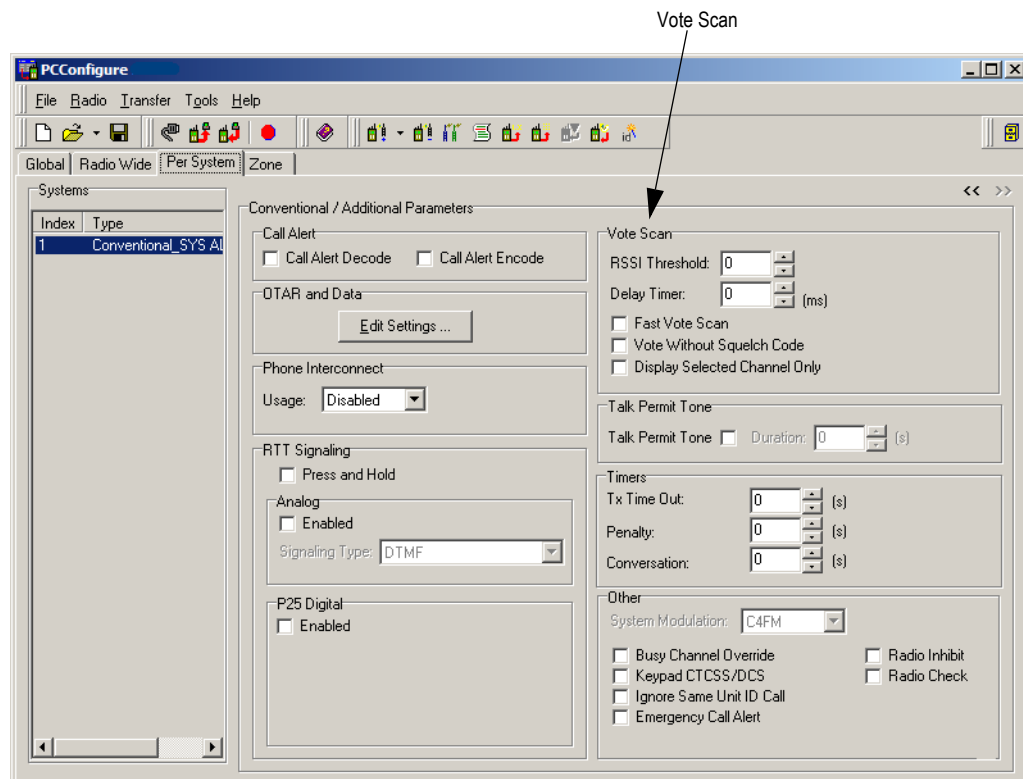 Vote Scan
PCConfigure
File Radio Transfer Tools Help
id
Global Radio Wide Per System Zone
Systems
<< >>
Index Type
1 Conventional_SYS AL
Conventional / Additional Parameters
Call Alert
Call Alert Decode Call Alert Encode
OTAR and Data
Edit Settings ...
Phone Interconnect
Usage: Disabled
RTT Signaling
Press and Hold
Analog
Enabled
Signaling Type: DTMF
P25 Digital
Enabled
Vote Scan
RSSI Threshold: 0
Delay Timer: 0 (ms)
Fast Vote Scan
Vote Without Squelch Code
Display Selected Channel Only
Talk Permit Tone
Talk Permit Tone Duration: 0 (s)
Timers
Tx Time Out: 0 (s)
Penalty: 0 (s)
Conversation: 0 (s)
Other
System Modulation: C4FM
Busy Channel Override Radio Inhibit
Keypad CTCSS/DCS Radio Check
Ignore Same Unit ID Call
Emergency Call Alert